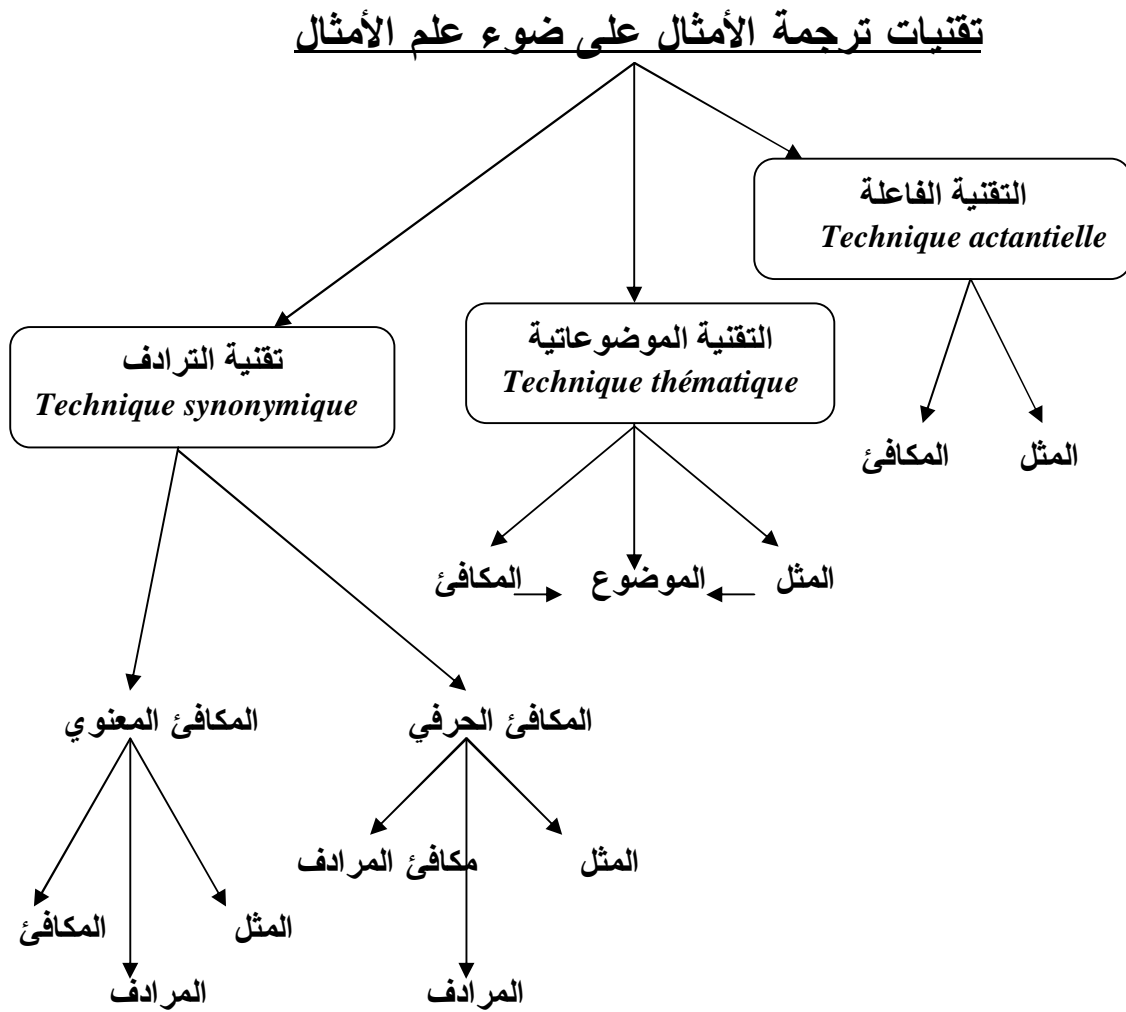 تقنيات ترجمة الأمثال على ضوء علم الأمثال
التقنية الفاعلة
Technique actantielle
التقنية الموضوعاتية
Technique thématique
تقنية الترادف
Technique synonymique
المثل
المكافئ
المثل
الموضوع
المكافئ
المكافئ الحرفي
المكافئ المعنوي
المثل
مكافئ المرادف
المثل
المكافئ
المرادف
المرادف